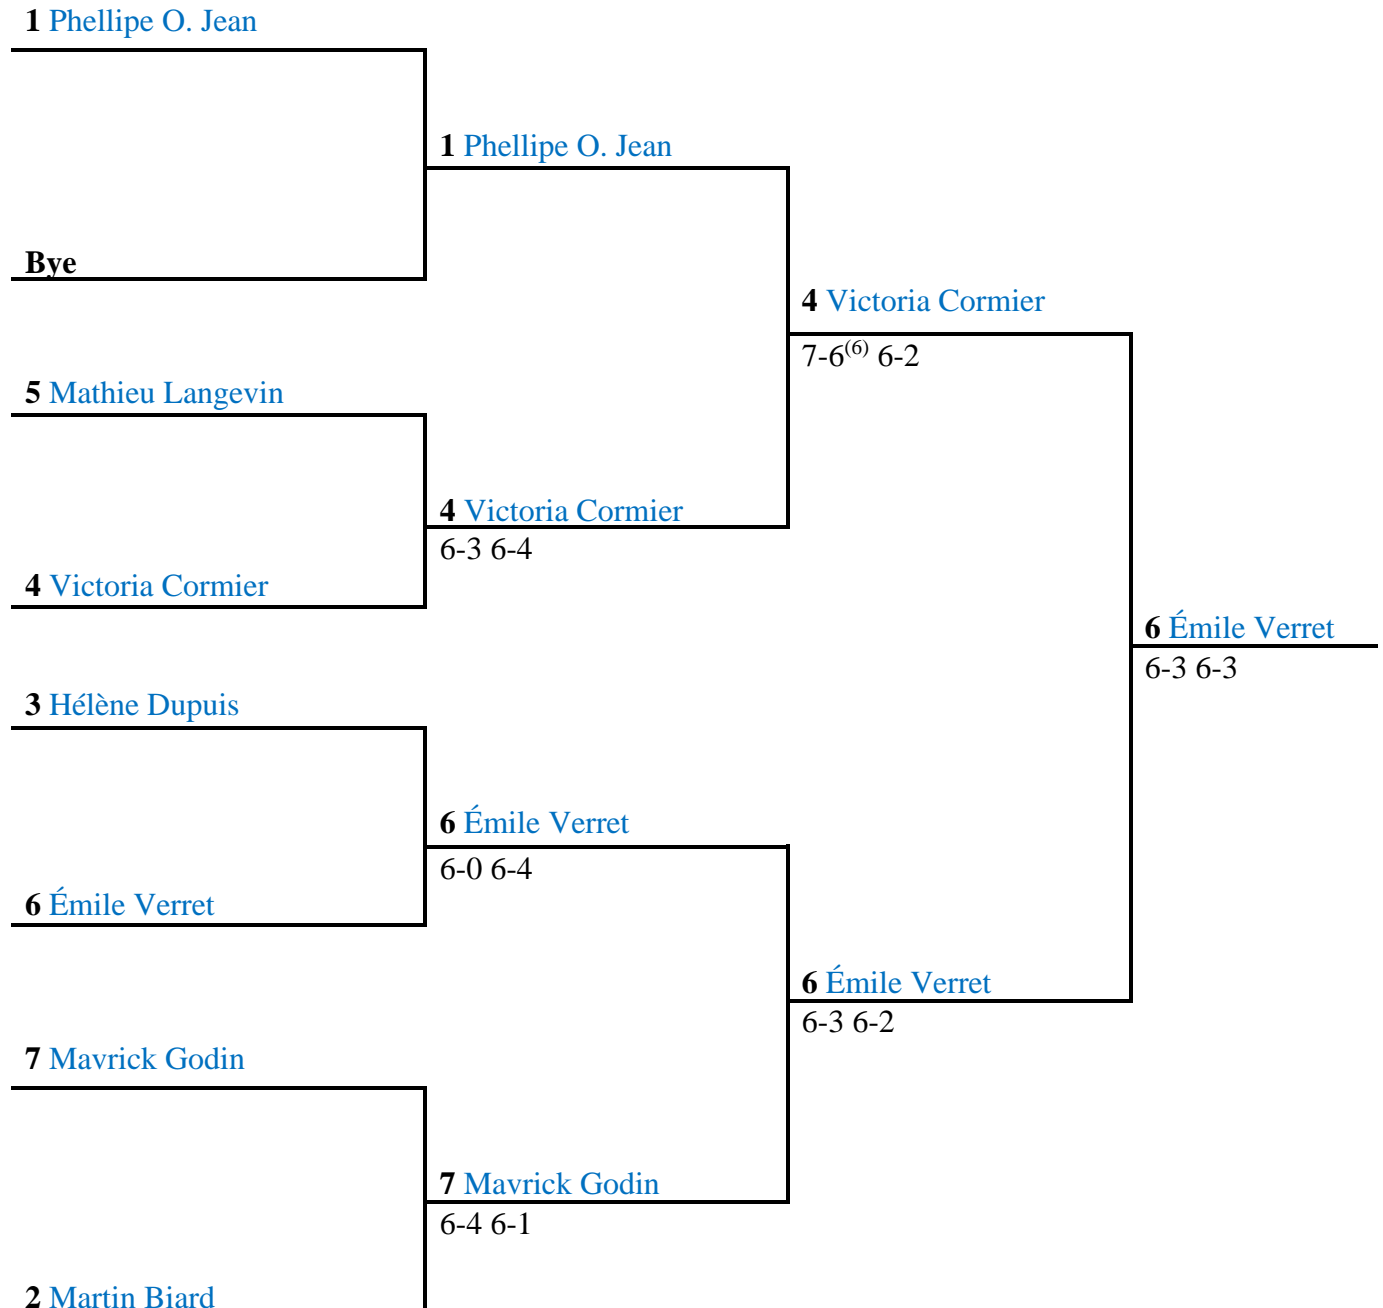 1 Phellipe O. Jean
1 Phellipe O. Jean
Bye
4 Victoria Cormier
7-6(6) 6-2
5 Mathieu Langevin
4 Victoria Cormier
6-3 6-4
4 Victoria Cormier
6 Émile Verret
6-3 6-3
3 Hélène Dupuis
6 Émile Verret
6-0 6-4
6 Émile Verret
6 Émile Verret
6-3 6-2
7 Mavrick Godin
7 Mavrick Godin
6-4 6-1
2 Martin Biard